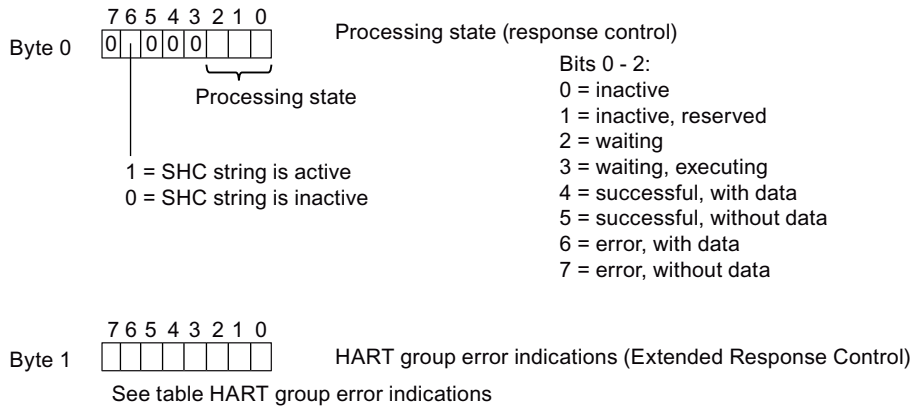 7 6 5 4 3 2 1 0
Byte 0
0 0 0 0
Processing state (response control)
Processing state
1 = SHC string is active
0 = SHC string is inactive
Bits 0 - 2:
0 = inactive
1 = inactive, reserved
2 = waiting
3 = waiting, executing
4 = successful, with data
5 = successful, without data
6 = error, with data
7 = error, without data
7 6 5 4 3 2 1 0
Byte 1
HART group error indications (Extended Response Control)
See table HART group error indications